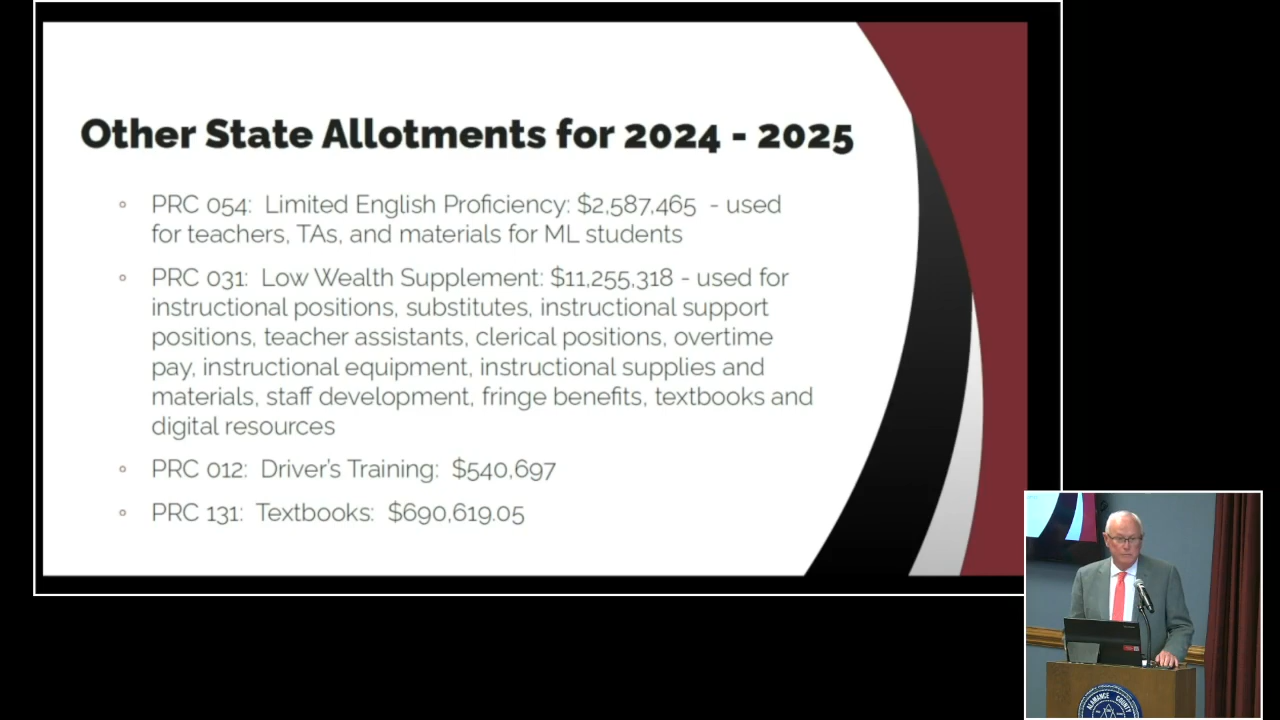 Other State Allotments for 2024 - 2025
◦ PRC 054: Limited English Proficiency: $2,587,465 - used
for teachers, TAs, and materials for ML students
◦ PRC 031: Low Wealth Supplement: $11,255,318 - used for
instructional positions, substitutes, instructional support
positions, teacher assistants, clerical positions, overtime
pay, instructional equipment, instructional supplies and
materials, staff development, fringe benefits, textbooks and
digital resources
◦ PRC 012: Driver’s Training: $540,697
◦ PRC 131: Textbooks: $690,619.05
ALAMANCE COUNTY